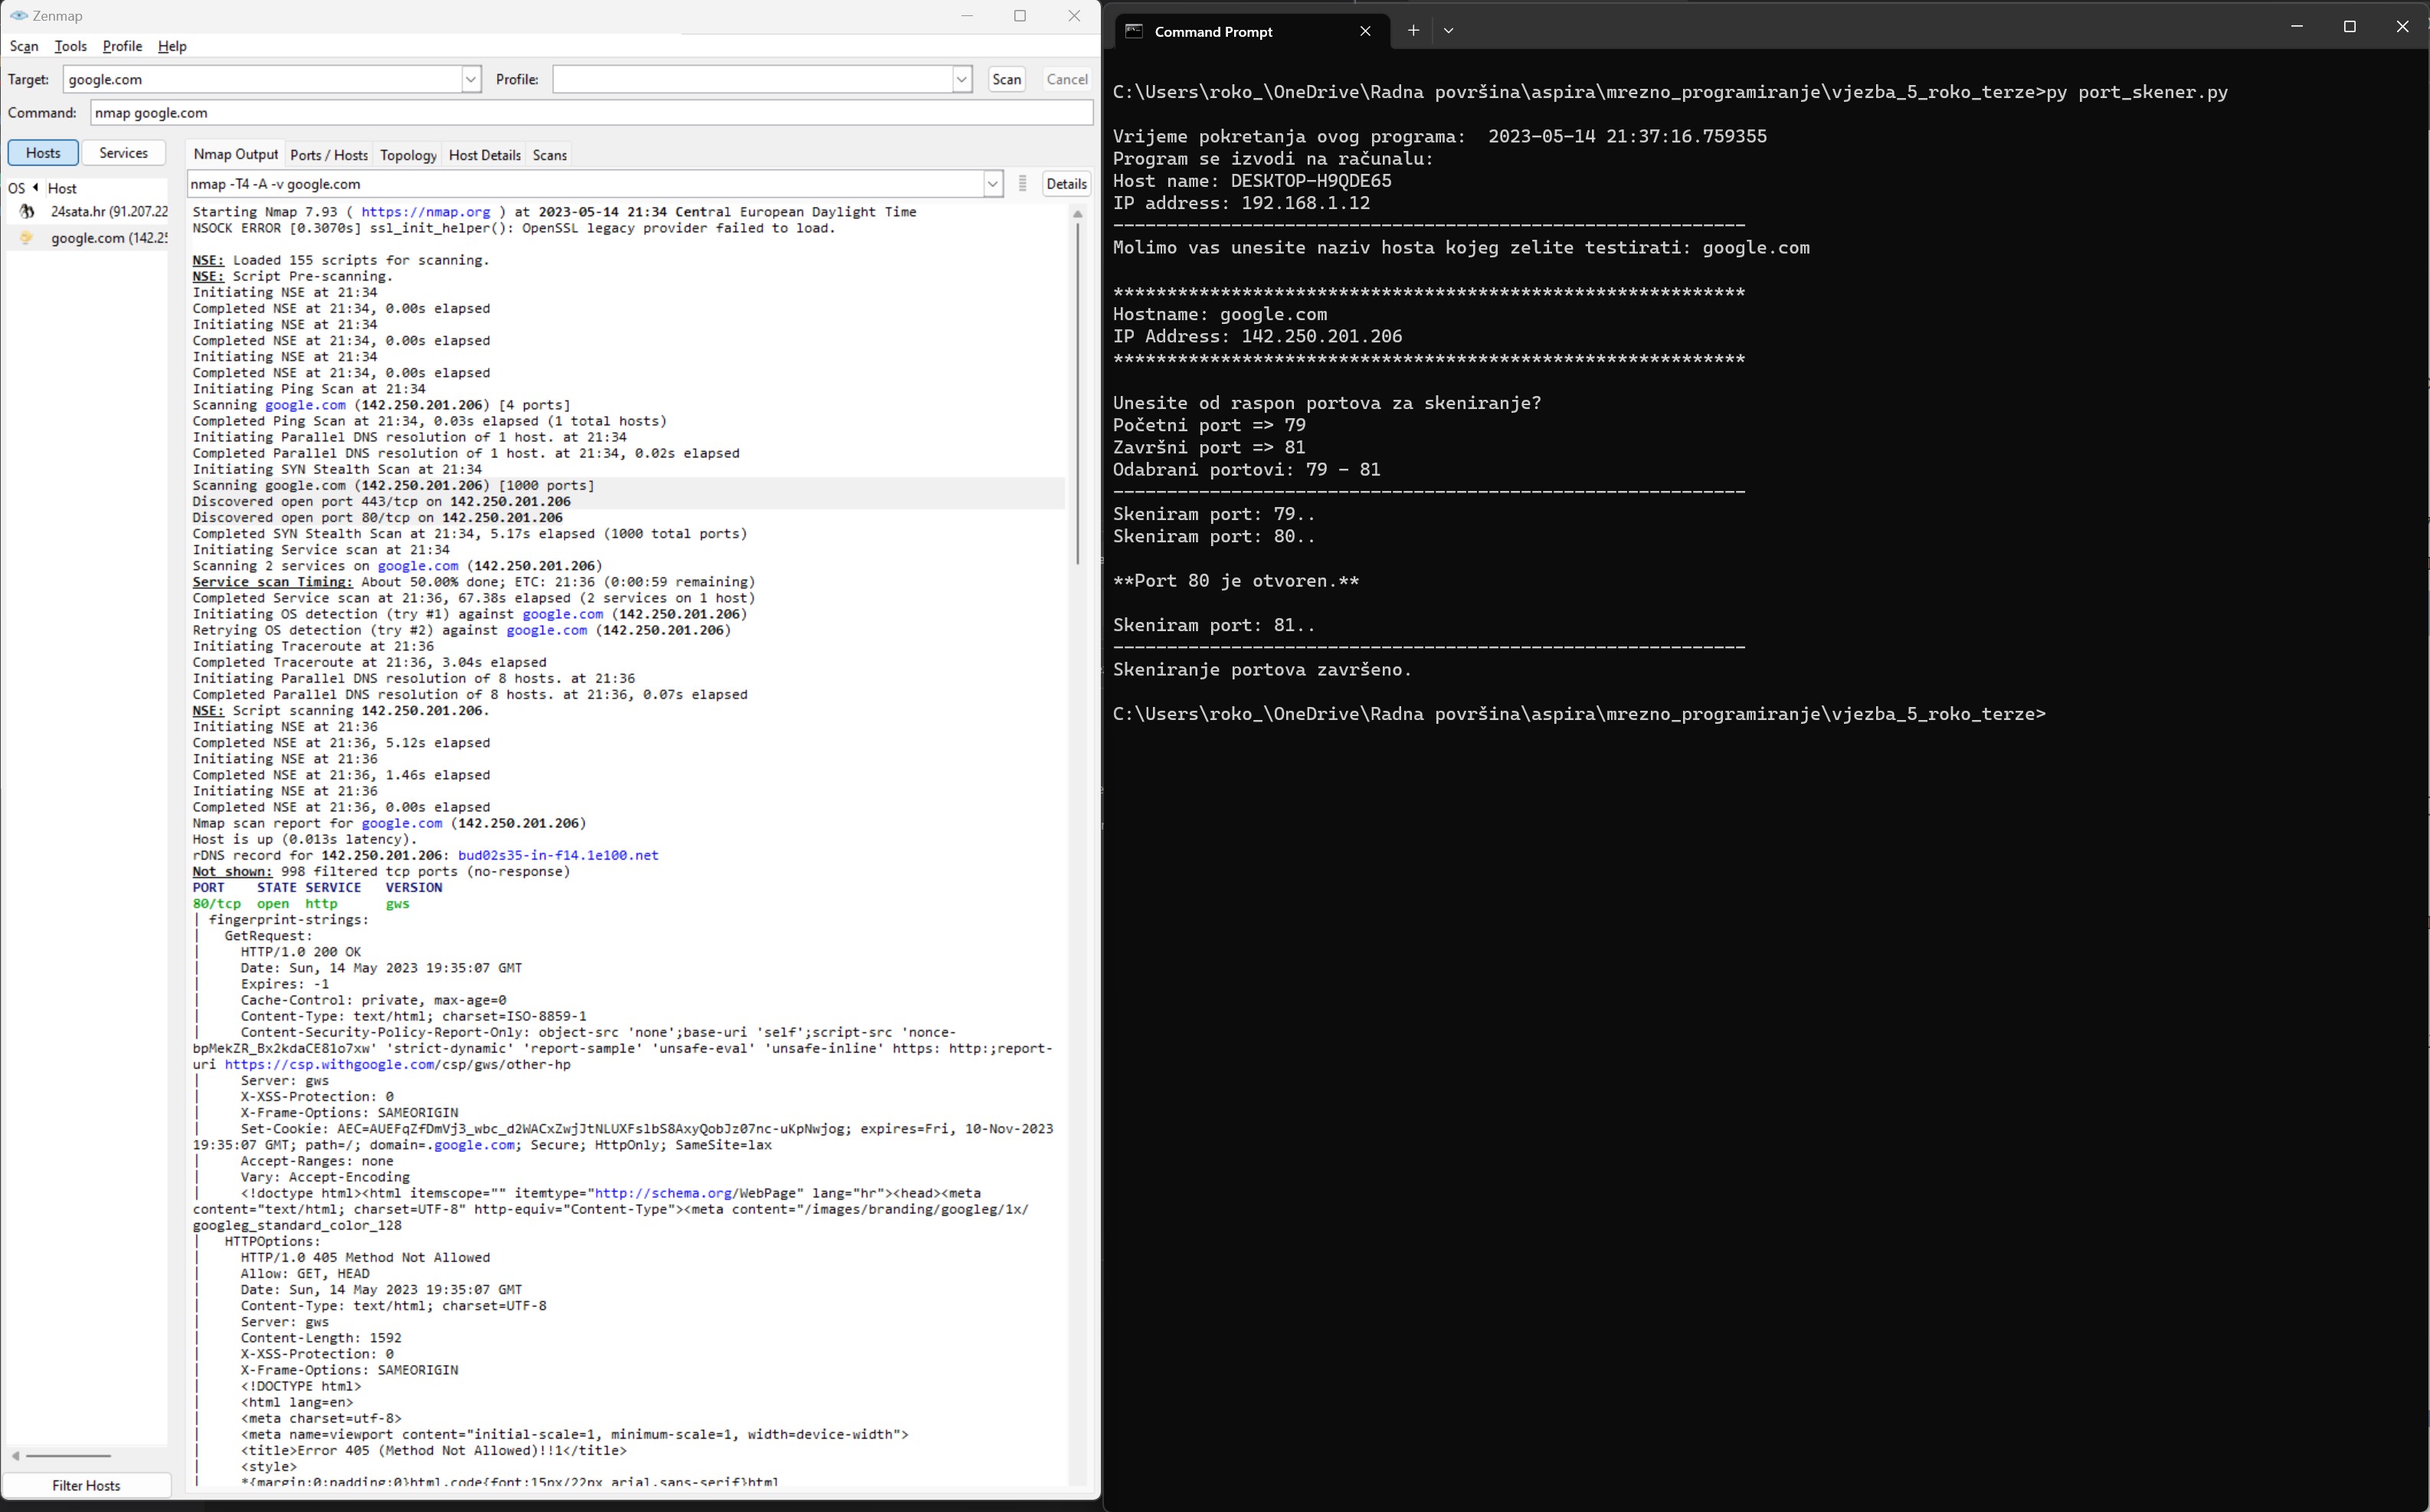 Zenmap
Scan Tools Profile Help
Target: google.com Profile: Scan Cancel
Command: nmap google.com
Hosts Services
OS Host
24sata.hr (91.207.22
google.com (142.25
Filter Hosts
Nmap Output Ports / Hosts Topology Host Details Scans
nmap -T4 -A -v google.com Details
Starting Nmap 7.93 ( https://nmap.org ) at 2023-05-14 21:34 Central European Daylight Time
NSOCK ERROR [0.3070s] ssl_init_helper(): OpenSSL legacy provider failed to load.
NSE: Loaded 155 scripts for scanning.
NSE: Script Pre-scanning.
Initiating NSE at 21:34
Completed NSE at 21:34, 0.00s elapsed
Initiating NSE at 21:34
Completed NSE at 21:34, 0.00s elapsed
Initiating NSE at 21:34
Completed NSE at 21:34, 0.00s elapsed
Initiating Ping Scan at 21:34
Scanning google.com (142.250.201.206) [4 ports]
Completed Ping Scan at 21:34, 0.03s elapsed (1 total hosts)
Initiating Parallel DNS resolution of 1 host. at 21:34
Completed Parallel DNS resolution of 1 host. at 21:34, 0.02s elapsed
Initiating SYN Stealth Scan at 21:34
Scanning google.com (142.250.201.206) [1000 ports]
Discovered open port 443/tcp on 142.250.201.206
Discovered open port 80/tcp on 142.250.201.206
Completed SYN Stealth Scan at 21:34, 5.17s elapsed (1000 total ports)
Initiating Service scan at 21:34
Scanning 2 services on google.com (142.250.201.206)
Service scan Timing: About 50.00% done; ETC: 21:36 (0:00:59 remaining)
Completed Service scan at 21:36, 67.38s elapsed (2 services on 1 host)
Initiating OS detection (try #1) against google.com (142.250.201.206)
Retrying OS detection (try #2) against google.com (142.250.201.206)
Initiating Traceroute at 21:36
Completed Traceroute at 21:36, 3.04s elapsed
Initiating Parallel DNS resolution of 8 hosts. at 21:36
Completed Parallel DNS resolution of 8 hosts. at 21:36, 0.07s elapsed
NSE: Script scanning 142.250.201.206.
Initiating NSE at 21:36
Completed NSE at 21:36, 5.12s elapsed
Initiating NSE at 21:36
Completed NSE at 21:36, 1.46s elapsed
Initiating NSE at 21:36
Completed NSE at 21:36, 0.00s elapsed
Nmap scan report for google.com (142.250.201.206)
Host is up (0.013s latency).
rDNS record for 142.250.201.206: bud02s35-in-f14.1e100.net
Not shown: 998 filtered tcp ports (no-response)
PORT STATE SERVICE VERSION
80/tcp open http gws
| fingerprint-strings:
| GetRequest:
| HTTP/1.0 200 OK
| Date: Sun, 14 May 2023 19:35:07 GMT
| Expires: -1
| Cache-Control: private, max-age=0
| Content-Type: text/html; charset=ISO-8859-1
| Content-Security-Policy-Report-Only: object-src 'none';base-uri 'self';script-src 'nonce-
bpMekZR_Bx2kdaCE81o7xw' 'strict-dynamic' 'report-sample' 'unsafe-eval' 'unsafe-inline' https: http:;report-
uri https://csp.withgoogle.com/csp/gws/other-hp
| Server: gws
| X-XSS-Protection: 0
| X-Frame-Options: SAMEORIGIN
| Set-Cookie: AEC=AUEFqZfDmVj3_wbc_d2WACxZwjJtNLUXFslbS8AxyQobJz07nc-uKpNwjog; expires=Fri, 10-Nov-2023
19:35:07 GMT; path=/; domain=.google.com; Secure; HttpOnly; SameSite=lax
| Accept-Ranges: none
| Vary: Accept-Encoding
| <!doctype html><html itemscope="" itemtype="http://schema.org/WebPage" lang="hr"><head><meta
content="text/html; charset=UTF-8" http-equiv="Content-Type"><meta content="/images/branding/googleg/1x/
googleg_standard_color_128
| HTTPOptions:
| HTTP/1.0 405 Method Not Allowed
| Allow: GET, HEAD
| Date: Sun, 14 May 2023 19:35:07 GMT
| Content-Type: text/html; charset=UTF-8
| Server: gws
| Content-Length: 1592
| X-XSS-Protection: 0
| X-Frame-Options: SAMEORIGIN
| <!DOCTYPE html>
| <html lang=en>
| <meta charset=utf-8>
| <meta name=viewport content="initial-scale=1, minimum-scale=1, width=device-width">
| <title>Error 405 (Method Not Allowed)!!1</title>
| <style>
| *{margin:0;padding:0}html,code{font:15px/22px arial,sans-serif}html
Command Prompt
C:\Users\roko_\OneDrive\Radna površina\aspira\mrezno_programiranje\vjezba_5_roko_terze>py port_skener.py
Vrijeme pokretanja ovog programa: 2023-05-14 21:37:16.759355
Program se izvodi na računalu:
Host name: DESKTOP-H9QDE65
IP address: 192.168.1.12
-----------------------------------------------------------
Molimo vas unesite naziv hosta kojeg zelite testirati: google.com
***********************************************************
Hostname: google.com
IP Address: 142.250.201.206
***********************************************************
Unesite od raspon portova za skeniranje?
Početni port => 79
Završni port => 81
Odabrani portovi: 79 - 81
-----------------------------------------------------------
Skeniram port: 79..
Skeniram port: 80..
**Port 80 je otvoren.**
Skeniram port: 81..
-----------------------------------------------------------
Skeniranje portova završeno.
C:\Users\roko_\OneDrive\Radna površina\aspira\mrezno_programiranje\vjezba_5_roko_terze>